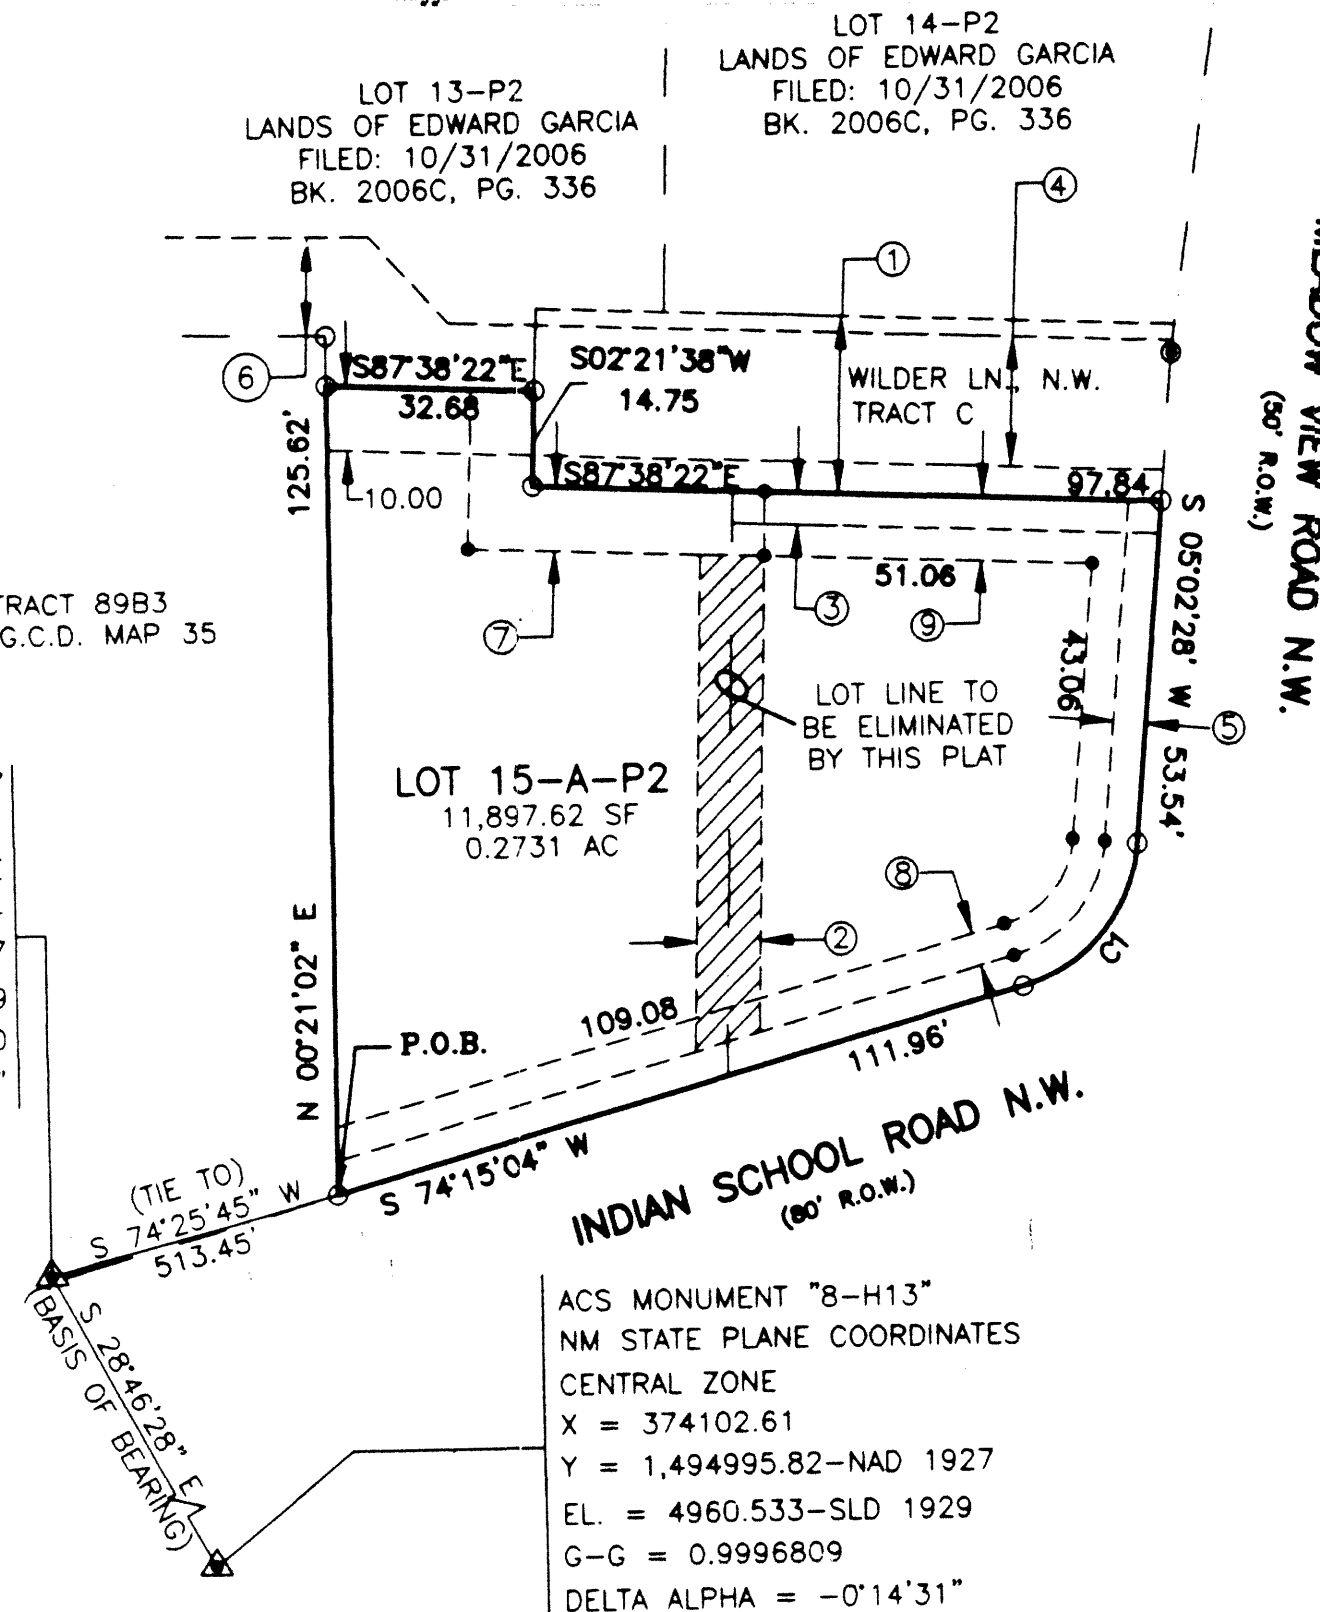 LOT 14-P2
LANDS OF EDWARD GARCIA
FILED: 10/31/2006
BK. 2006C, PG. 336
LOT 13-P2
LANDS OF EDWARD GARCIA
FILED: 10/31/2006
BK. 2006C, PG. 336
4
1
6
S87°38'22"E
32.68
S02°21'38"W
14.75
WILDER LN., N.W.
TRACT C
VIEW ROAD N.W.
(50' R.O.W.)
125.62'
10.00
S87°38'22"E
97.84
S 05°02'28' W 53.54'
51.06
3
9
7
43.06
5
TRACT 89B3
G.C.D. MAP 35
LOT LINE TO
BE ELIMINATED
BY THIS PLAT
LOT 15-A-P2
11,897.62 SF
0.2731 AC
8
2
N 00°21'02" E
109.08
P.O.B.
111.96'
S 74°15'04" W
INDIAN SCHOOL ROAD N.W.
(80' R.O.W.)
(TIE TO)
S 74°25'45" W
513.45'
S 28°46'28" E
(BASIS OF BEARING)
ACS MONUMENT "8-H13"
NM STATE PLANE COORDINATES
CENTRAL ZONE
X = 374102.61
Y = 1,494995.82-NAD 1927
EL. = 4960.533-SLD 1929
G-G = 0.9996809
DELTA ALPHA = -0°14'31"